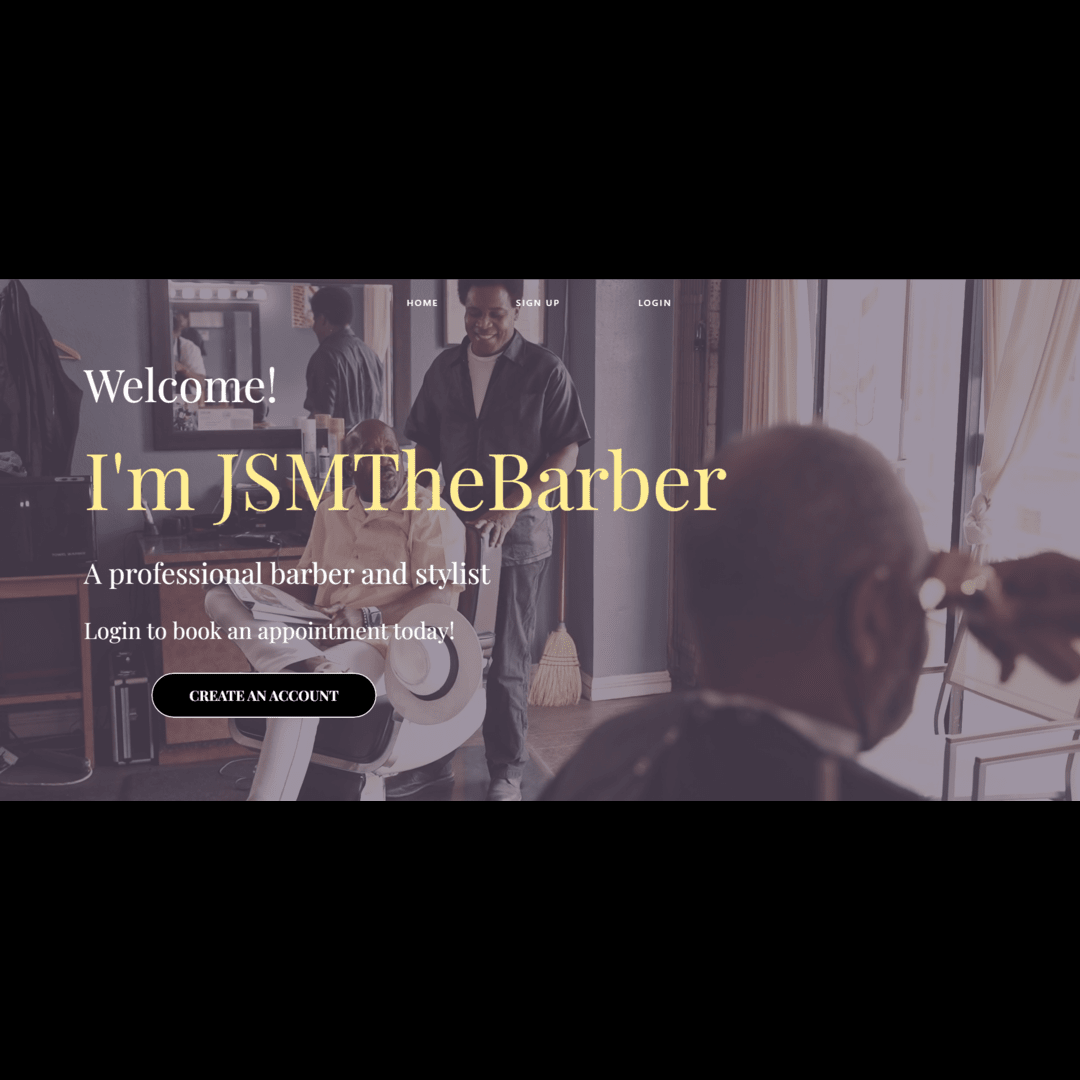 HOME SIGN UP LOGIN
Welcome!
I'm JSMTheBarber
A professional barber and stylist
Login to book an appointment today!
CREATE AN ACCOUNT